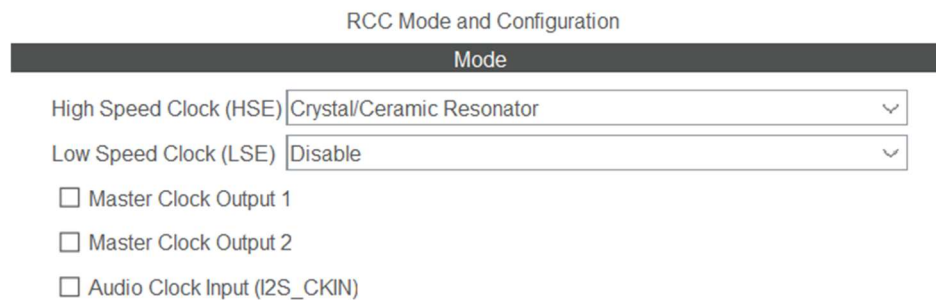 RCC Mode and Configuration
Mode
High Speed Clock (HSE) Crystal/Ceramic Resonator
Low Speed Clock (LSE) Disable
Master Clock Output 1
Master Clock Output 2
Audio Clock Input (I2S_CKIN)